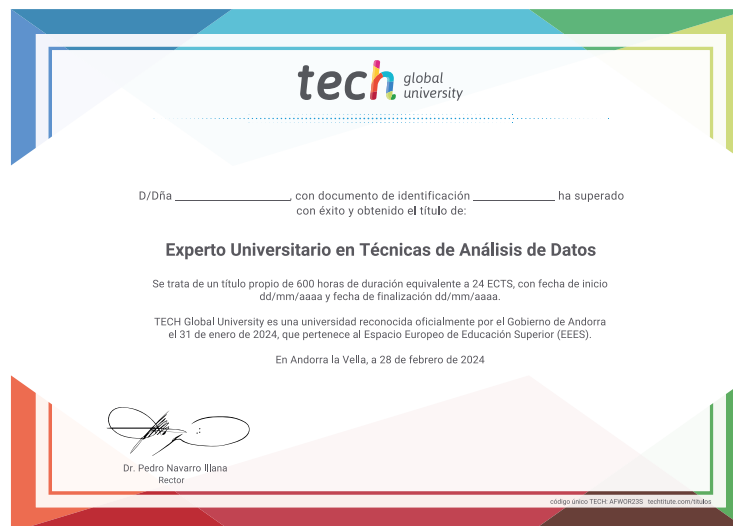 tech global university
D/Dña ______________, con documento de identificación ____________ ha superado
con éxito y obtenido el título de:
Experto Universitario en Técnicas de Análisis de Datos
Se trata de un título propio de 600 horas de duración equivalente a 24 ECTS, con fecha de inicio
dd/mm/aaaa y fecha de finalización dd/mm/aaaa.
TECH Global University es una universidad reconocida oficialmente por el Gobierno de Andorra
el 31 de enero de 2024, que pertenece al Espacio Europeo de Educación Superior (EEES).
En Andorra la Vella, a 28 de febrero de 2024
Dr. Pedro Navarro Illana
Rector
código único TECH: AFWOR23S techtitute.com/titulos